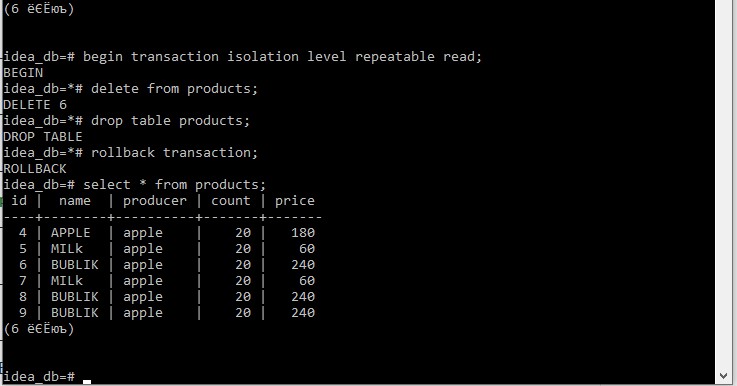 (6 ёЄЁюъ)
idea_db=# begin transaction isolation level repeatable read;
BEGIN
idea_db=*# delete from products;
DELETE 6
idea_db=*# drop table products;
DROP TABLE
idea_db=*# rollback transaction;
ROLLBACK
idea_db=# select * from products;
 id |  name  | producer | count | price
----+--------+----------+-------+-------
  4 | APPLE  | apple    |    20 |   180
  5 | MILk   | apple    |    20 |    60
  6 | BUBLIK | apple    |    20 |   240
  7 | MILk   | apple    |    20 |    60
  8 | BUBLIK | apple    |    20 |   240
  9 | BUBLIK | apple    |    20 |   240
(6 ёЄЁюъ)
idea_db=#